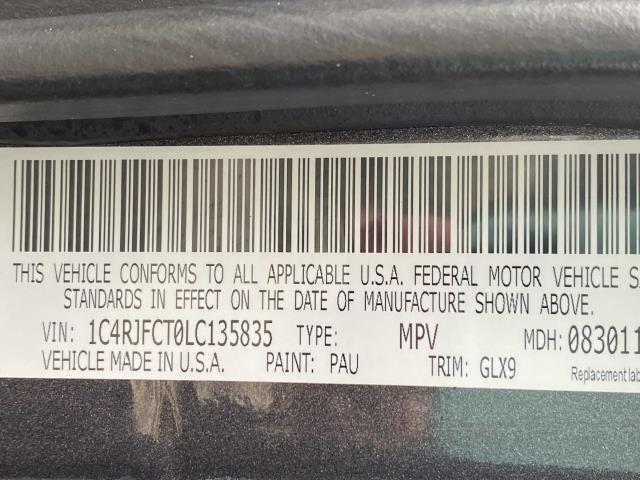 THIS VEHICLE CONFORMS TO ALL APPLICABLE U.S.A. FEDERAL MOTOR VEHICLE SA
STANDARDS IN EFFECT ON THE DATE OF MANUFACTURE SHOWN ABOVE.
VIN: 1C4RJFCT0LC135835 TYPE: MPV MDH: 083011
VEHICLE MADE IN U.S.A. PAINT: PAU TRIM: GLX9
Replacement lab